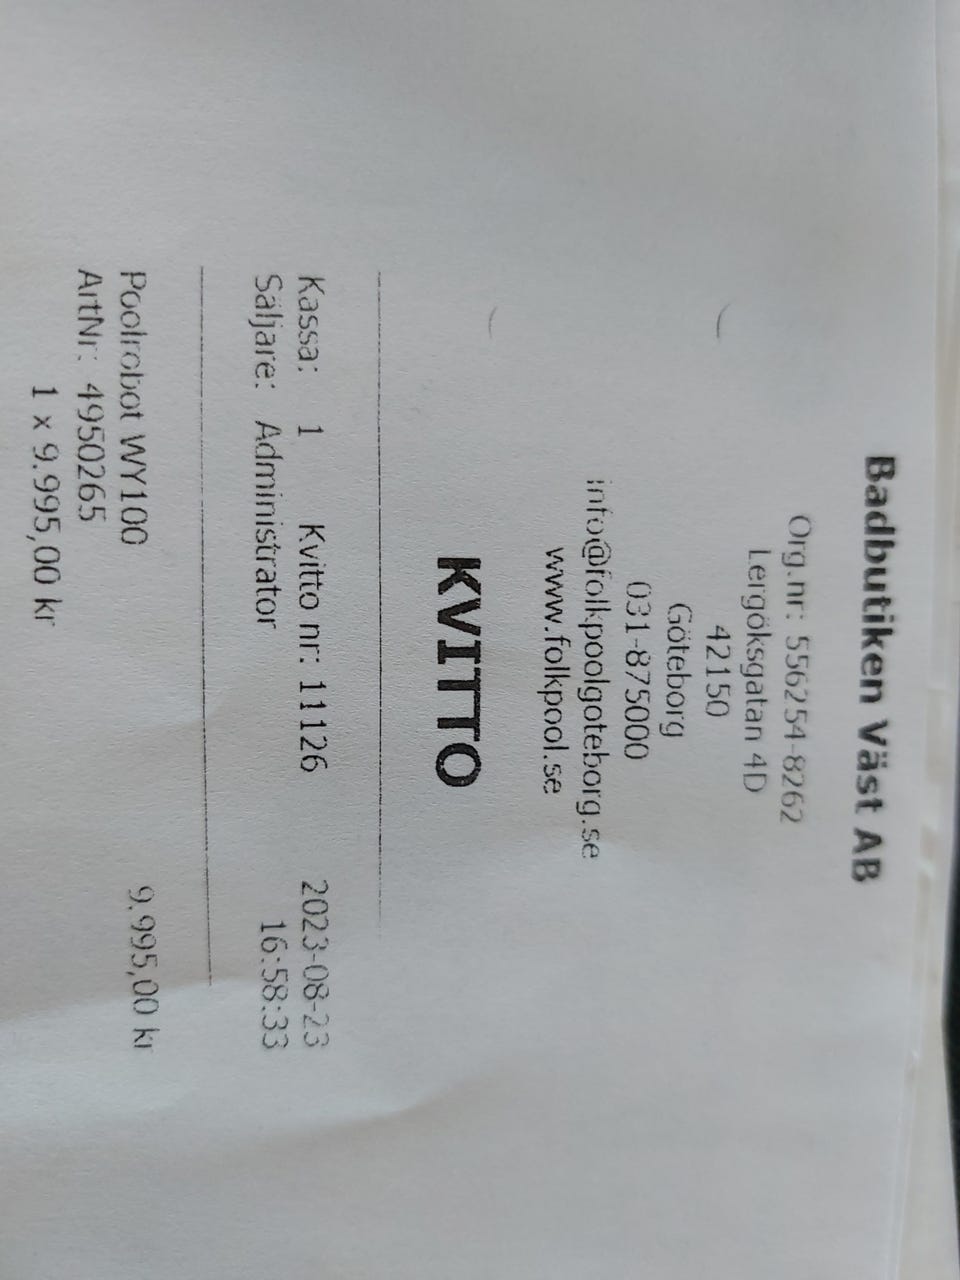 Badbutiken Väst AB
Org.nr: 556254-8262
Lergöksgatan 4D
42150
Göteborg
031-875000
info@folkpoolgoteborg.se
www.folkpool.se
KVITTO
Kassa: 1 Kvitto nr: 11126 2023-08-23
Säljare: Administrator 16:58:33
Poolrobot WY100 9.995,00 kr
ArtNr: 4950265
1 x 9.995,00 kr